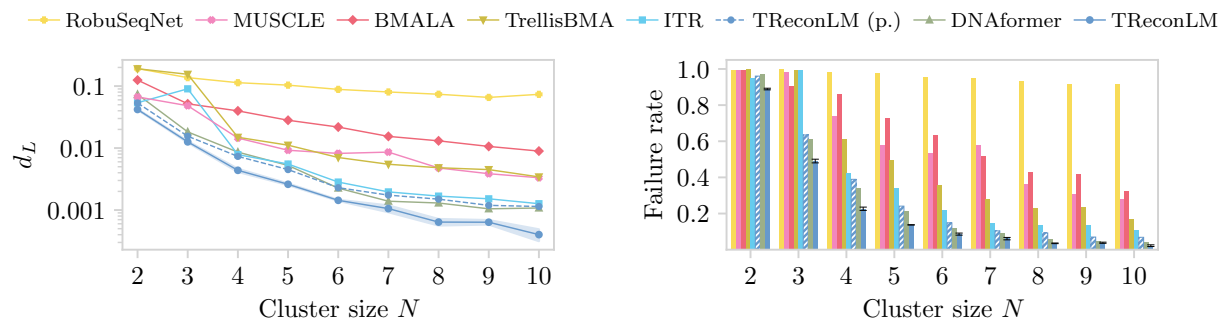 RobuSeqNet MUSCLE BMALA TrellisBMA ITR TReconLM (p.) DNAformer TReconLM
d_L
0.1
0.01
0.001
2 3 4 5 6 7 8 9 10
Cluster size N
Failure rate
1.0
0.8
0.6
0.4
0.2
2 3 4 5 6 7 8 9 10
Cluster size N